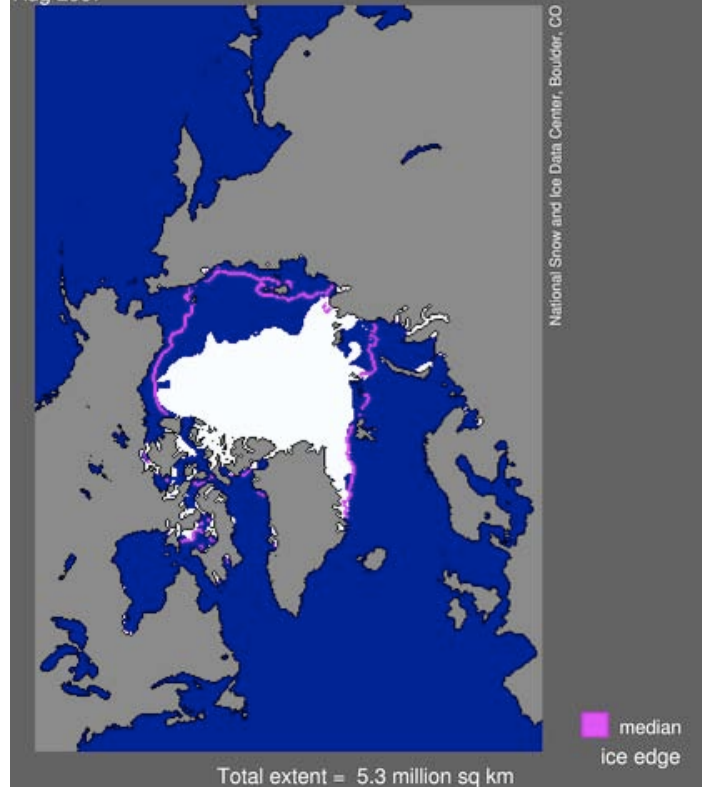 National Snow and Ice Data Center, Boulder, CO
median
ice edge
Total extent = 5.3 million sq km